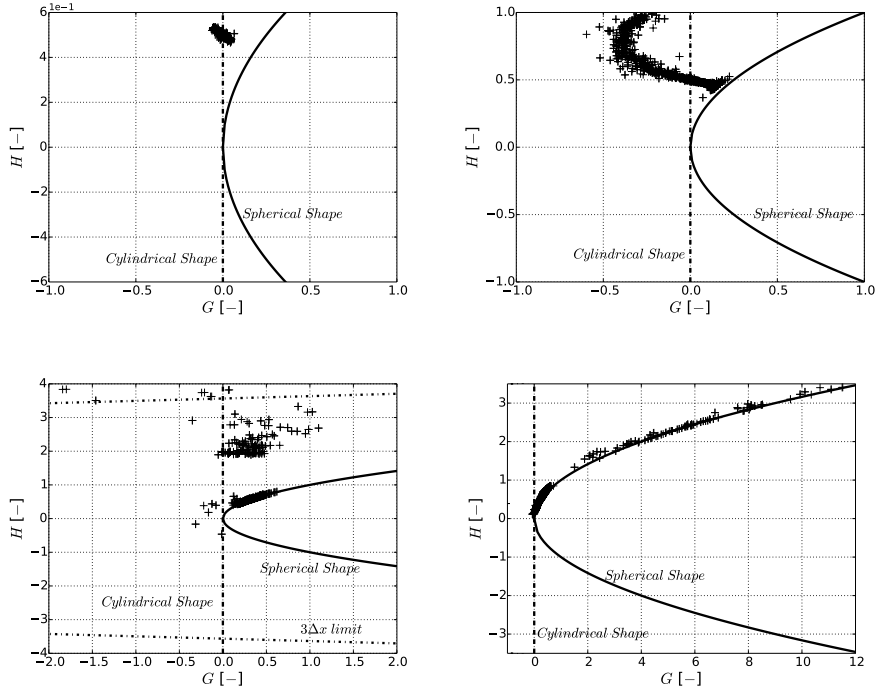 6 1e−1
4
2
0
−2
−4
−6
H [−]
Spherical Shape
Cylindrical Shape
−1.0 −0.5 0.0 0.5 1.0
G [−]
1.0
0.5
0.0
−0.5
−1.0
H [−]
Spherical Shape
Cylindrical Shape
−1.0 −0.5 0.0 0.5 1.0
G [−]
4
3
2
1
0
−1
−2
−3
−4
H [−]
Spherical Shape
Cylindrical Shape
3Δx limit
−2.0 −1.5 −1.0 −0.5 0.0 0.5 1.0 1.5 2.0
G [−]
3
2
1
0
−1
−2
−3
H [−]
Spherical Shape
Cylindrical Shape
0 2 4 6 8 10 12
G [−]